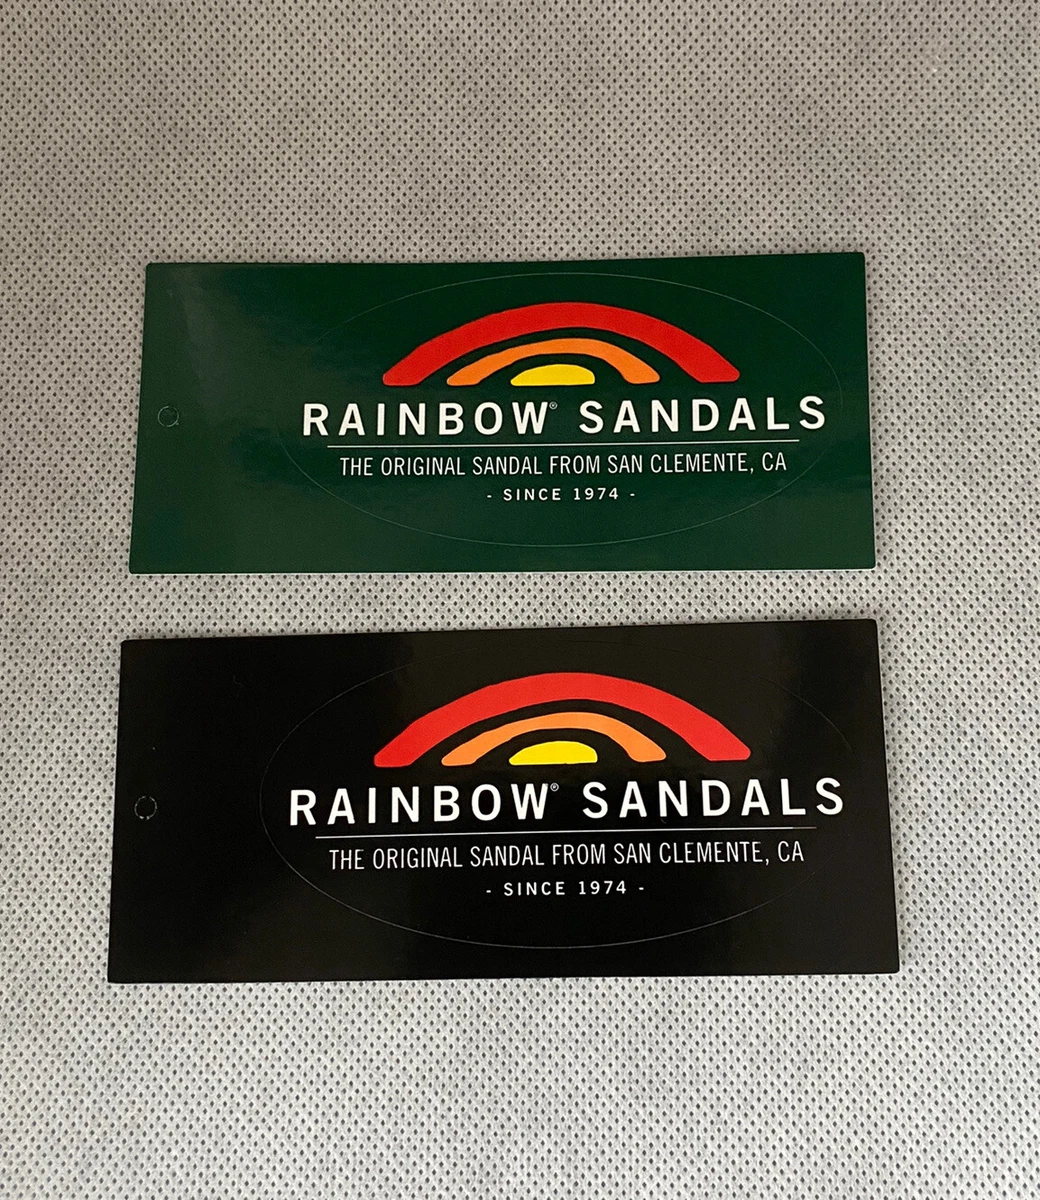 RAINBOW® SANDALS
THE ORIGINAL SANDAL FROM SAN CLEMENTE, CA
- SINCE 1974 -
RAINBOW® SANDALS
THE ORIGINAL SANDAL FROM SAN CLEMENTE, CA
- SINCE 1974 -